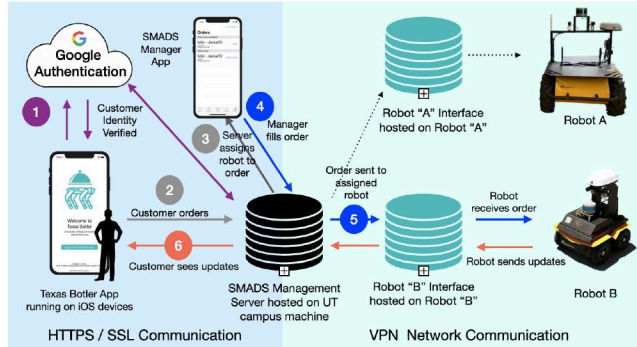 Google
Authentication
SMADS
Manager
App
Orders
1
Customer
Identity
Verified
3
Server
assigns
robot to
order
4
Manager
fills order
Robot "A" Interface
hosted on Robot "A"
Robot A
Order sent to
assigned
robot
Welcome to
Texas Botler
2
Customer orders
6
Customer sees updates
5
Robot
receives order
Robot sends updates
Texas Botler App
running on iOS devices
SMADS Management
Server hosted on UT
campus machine
Robot "B" Interface
hosted on Robot "B"
Robot B
HTTPS / SSL Communication
VPN Network Communication